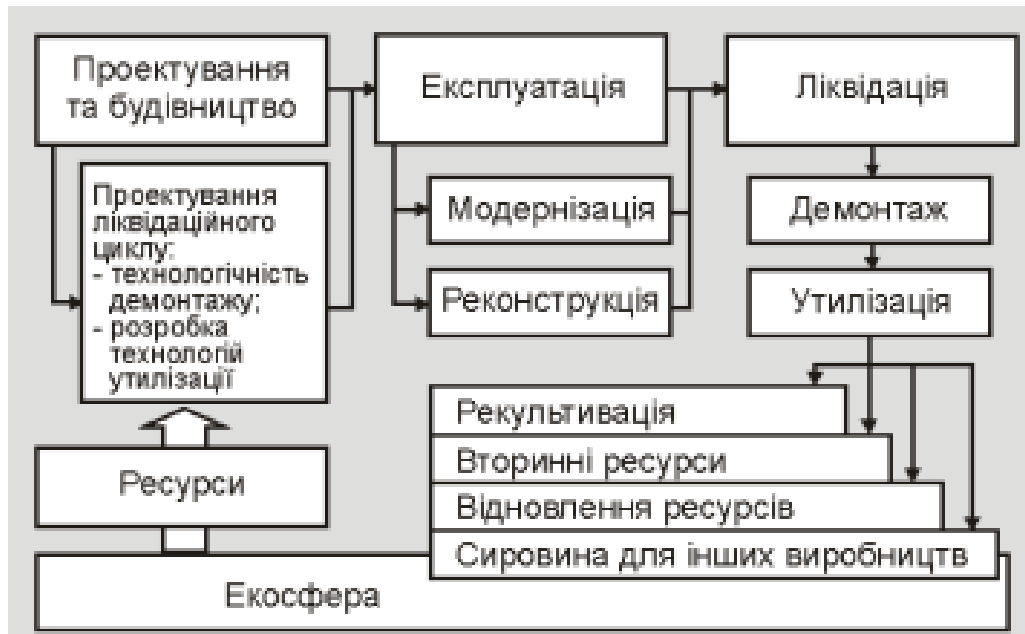 Проектування
та будівництво
Експлуатація
Ліквідація
Проектування
ліквідаційного
циклу:
- технологічність
демонтажу;
- розробка
технологій
утилізації
Модернізація
Реконструкція
Демонтаж
Утилізація
Ресурси
Рекультивація
Вторинні ресурси
Відновлення ресурсів
Сировина для інших виробництв
Екосфера